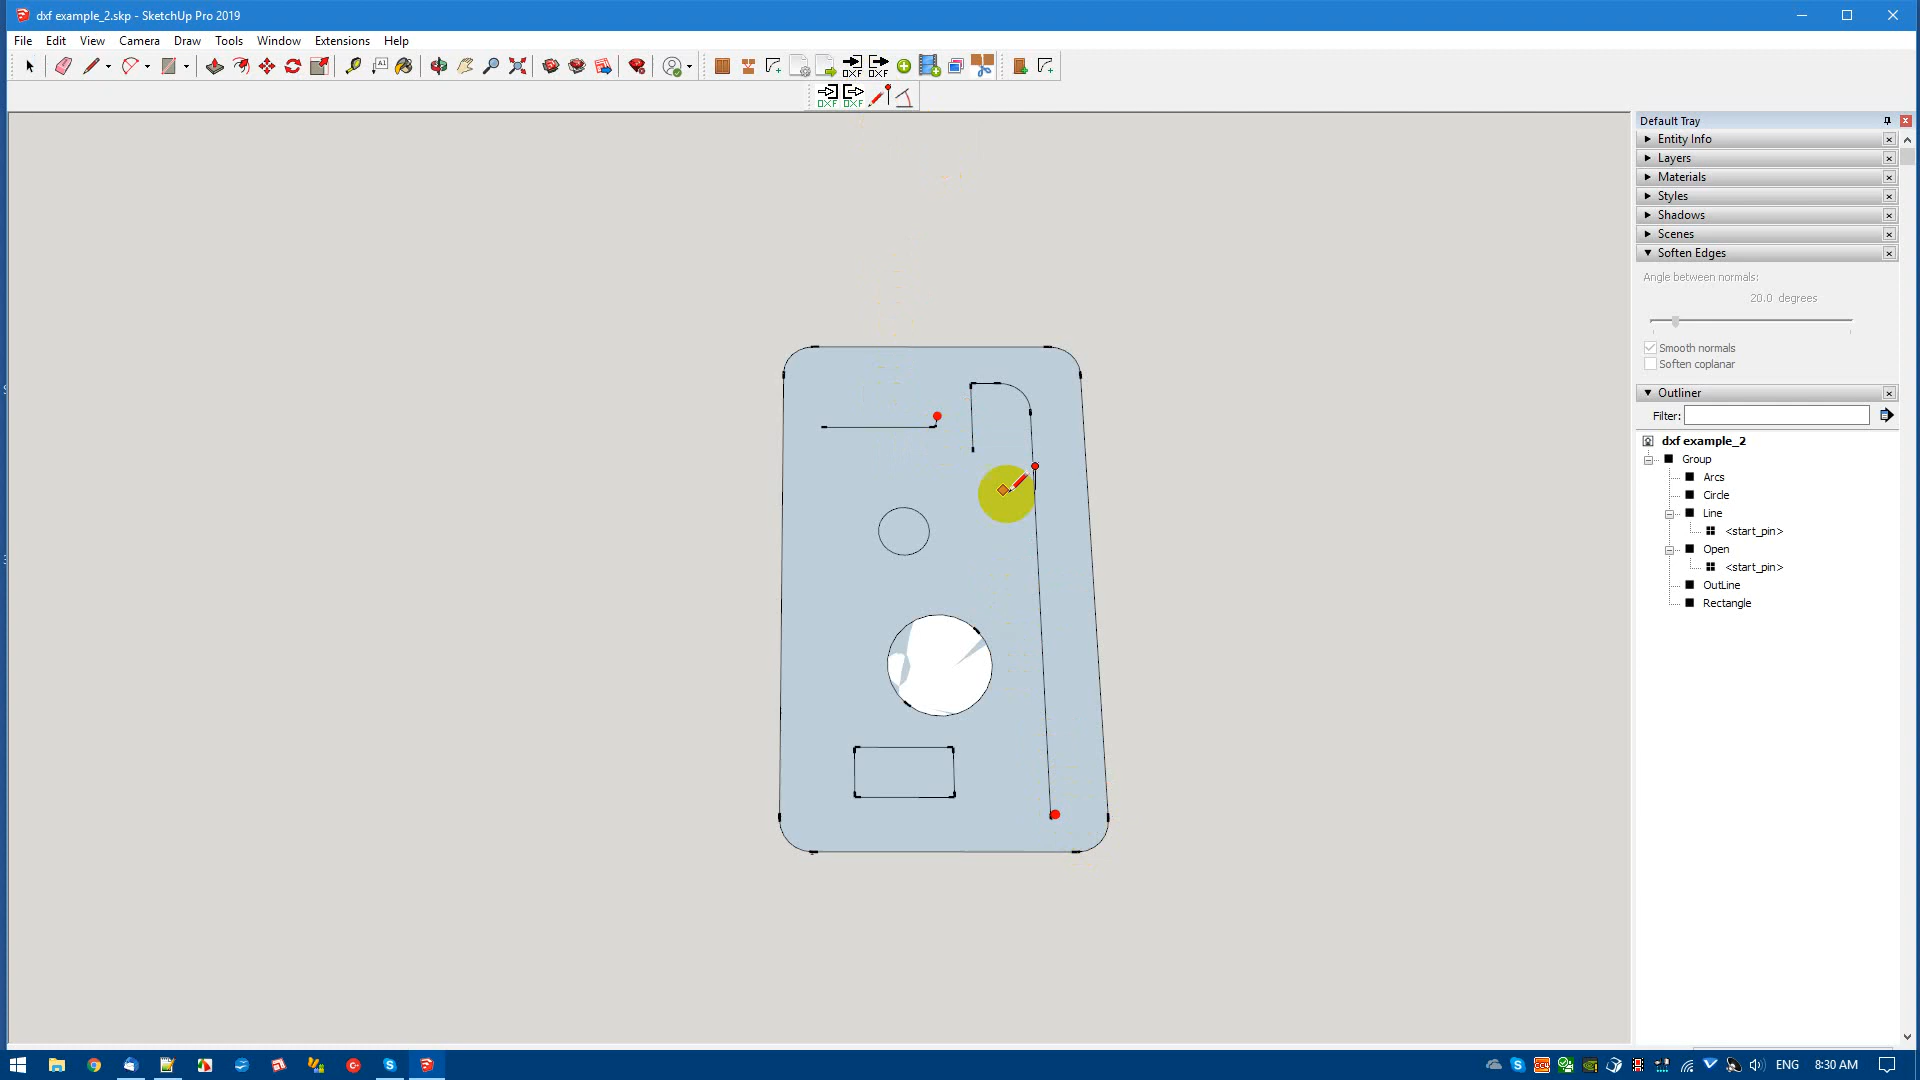 dxf example_2.skp - SketchUp Pro 2019
File Edit View Camera Draw Tools Window Extensions Help
A1 DXF DXF
DXF DXF
Default Tray
Entity Info
Layers
Materials
Styles
Shadows
Scenes
Soften Edges
Angle between normals:
20.0 degrees
Smooth normals
Soften coplanar
Outliner
Filter:
dxf example_2
Group
Arcs
Circle
Line
<start_pin>
Open
<start_pin>
OutLine
Rectangle
ENG 8:30 AM